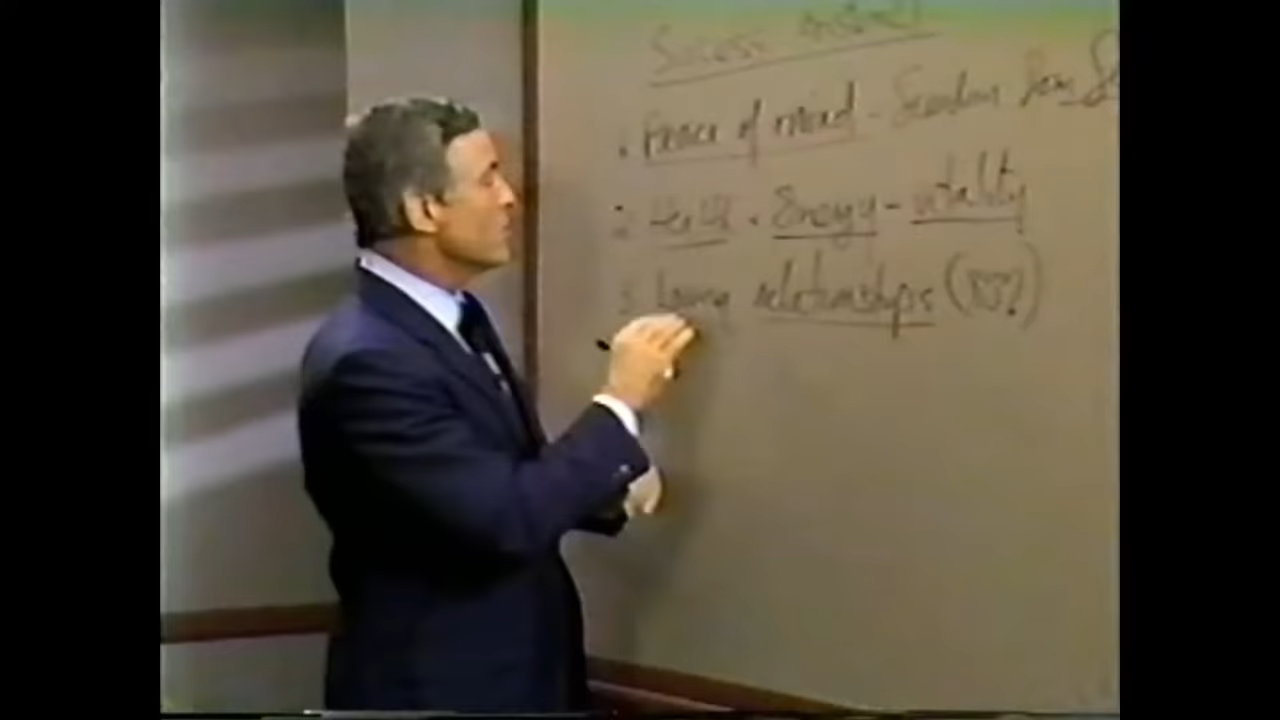 Success
1. Peace of mind - Freedom from
2. Health - Energy - vitality
3. Loving relationships (85%)